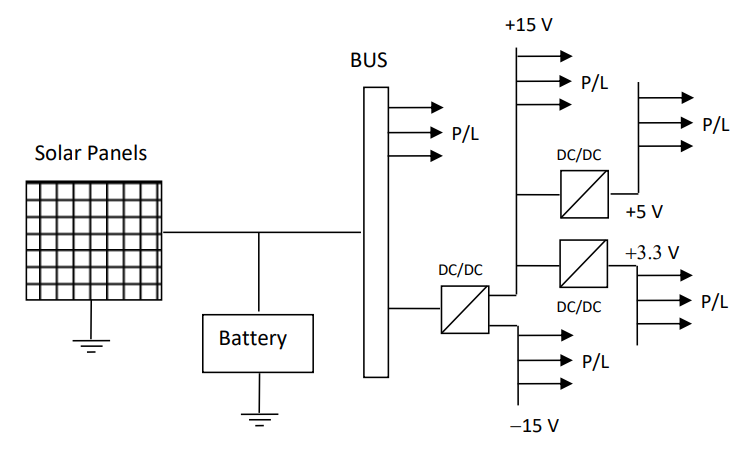 +15 V
BUS
P/L
P/L
P/L
Solar Panels
DC/DC
+5 V
+3.3 V
DC/DC
DC/DC
P/L
Battery
P/L
−15 V